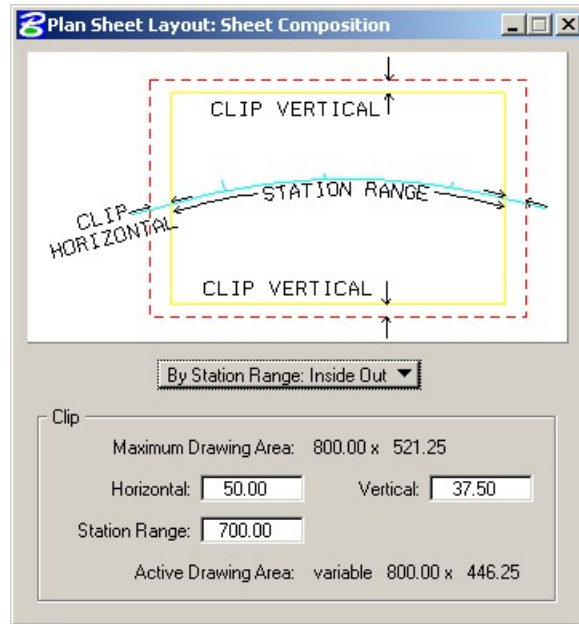 Plan Sheet Layout: Sheet Composition
CLIP VERTICAL
STATION RANGE
CLIP
HORIZONTAL
CLIP VERTICAL
By Station Range: Inside Out
Clip
Maximum Drawing Area: 800.00 x 521.25
Horizontal: 50.00 Vertical: 37.50
Station Range: 700.00
Active Drawing Area: variable 800.00 x 446.25